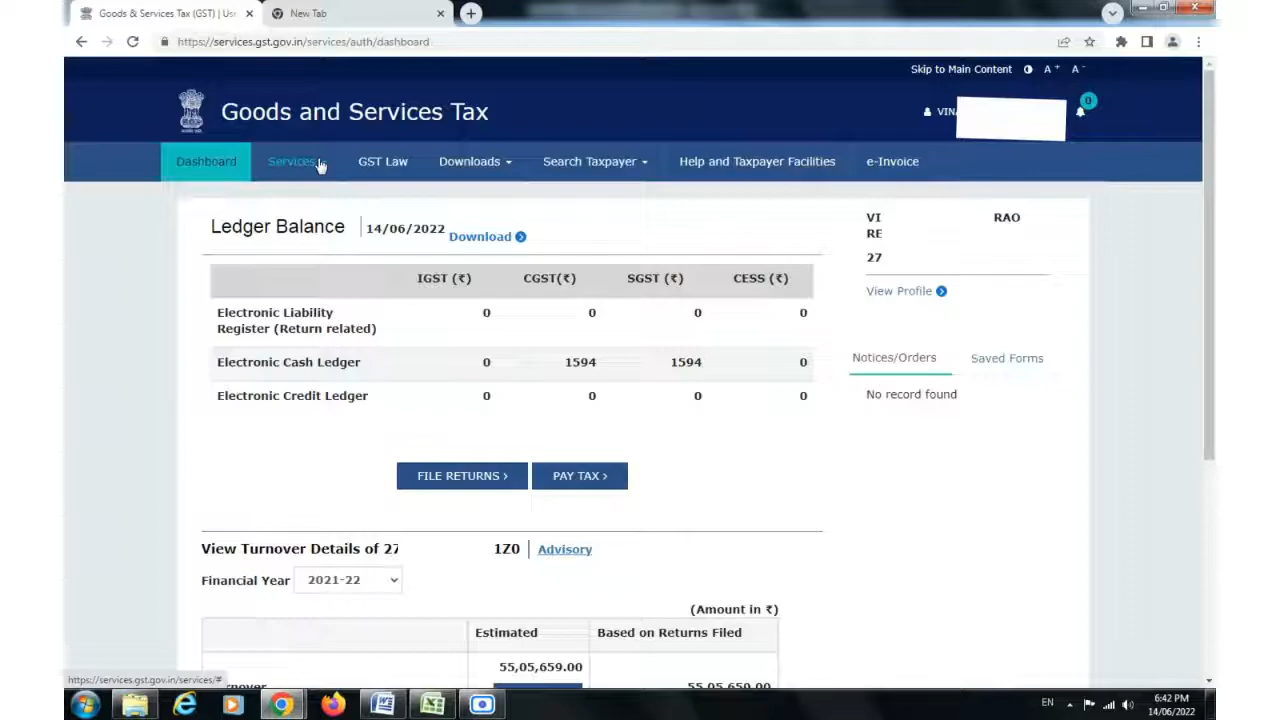 Goods & Services Tax (GST) | Use
New Tab
https://services.gst.gov.in/services/auth/dashboard
Skip to Main Content A+ A-
Goods and Services Tax
VINA
0
Dashboard Services GST Law Downloads Search Taxpayer Help and Taxpayer Facilities e-Invoice
Ledger Balance 14/06/2022 Download
VI RAO
RE
27
View Profile
IGST (₹) CGST(₹) SGST (₹) CESS (₹)
Electronic Liability
Register (Return related) 0 0 0 0
Electronic Cash Ledger 0 1594 1594 0
Electronic Credit Ledger 0 0 0 0
Notices/Orders Saved Forms
No record found
FILE RETURNS > PAY TAX >
View Turnover Details of 27 1Z0 Advisory
Financial Year 2021-22
(Amount in ₹)
Estimated Based on Returns Filed
55,05,659.00
55,05,659.00
https://services.gst.gov.in/services/#
EN
6:42 PM
14/06/2022